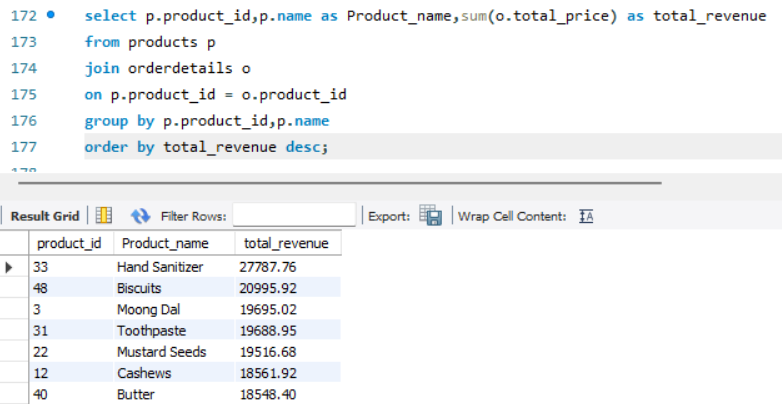 172 select p.product_id,p.name as Product_name,sum(o.total_price) as total_revenue
173 from products p
174 join orderdetails o
175 on p.product_id = o.product_id
176 group by p.product_id,p.name
177 order by total_revenue desc;
178
Result Grid Filter Rows: Export: Wrap Cell Content: IA
product_id Product_name total_revenue
33 Hand Sanitizer 27787.76
48 Biscuits 20995.92
3 Moong Dal 19695.02
31 Toothpaste 19688.95
22 Mustard Seeds 19516.68
12 Cashews 18561.92
40 Butter 18548.40